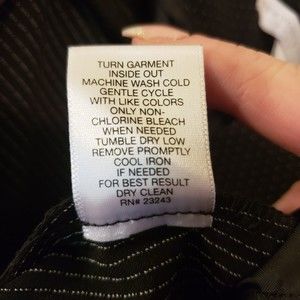 TURN GARMENT
INSIDE OUT
MACHINE WASH COLD
GENTLE CYCLE
WITH LIKE COLORS
ONLY NON-
CHLORINE BLEACH
WHEN NEEDED
TUMBLE DRY LOW
REMOVE PROMPTLY
COOL IRON
IF NEEDED
FOR BEST RESULT
DRY CLEAN
RN# 23243